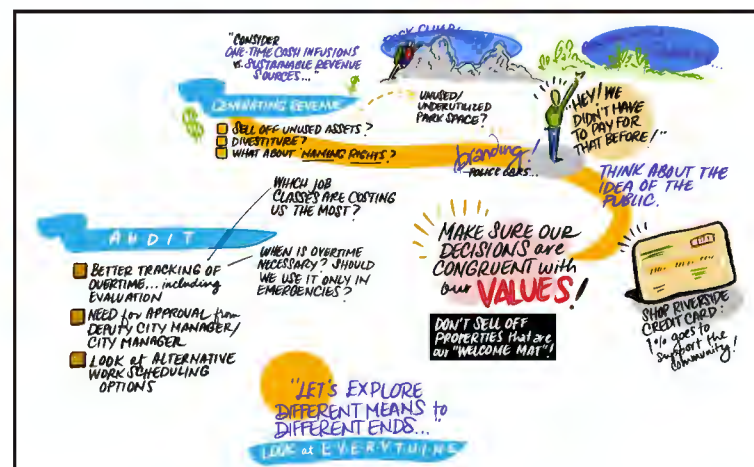 "CONSIDER
ONE-TIME CASH INFUSIONS
vs. SUSTAINABLE REVENUE
SOURCES..."
GENERATING REVENUE
SELL OFF UNUSED ASSETS?
DIVESTITURE?
WHAT ABOUT NAMING RIGHTS?
UNUSED/
UNDERUTILIZED
PARK SPACE?
branding!
POLICE CARS...
"HEY! WE
DIDN'T HAVE
TO PAY FOR
THAT BEFORE!"
THINK ABOUT THE
IDEA OF THE
PUBLIC.
AUDIT
BETTER TRACKING OF
OVERTIME... including
EVALUATION
NEED for APPROVAL from
DEPUTY CITY MANAGER/
CITY MANAGER
LOOK at ALTERNATIVE
WORK SCHEDULING
OPTIONS
WHICH JOB
CLASSES ARE COSTING
US THE MOST?
WHEN IS OVERTIME
NECESSARY? SHOULD
WE USE IT ONLY IN
EMERGENCIES?
MAKE SURE OUR
DECISIONS are
CONGRUENT with
our VALUES!
DON'T SELL OFF
PROPERTIES that are
our "WELCOME MAT"!
SHOP RIVERSIDE
CREDIT CARD:
1% goes to
support the
community!
"LET'S EXPLORE
DIFFERENT MEANS to
DIFFERENT ENDS..."
LOOK at EVERYTHING